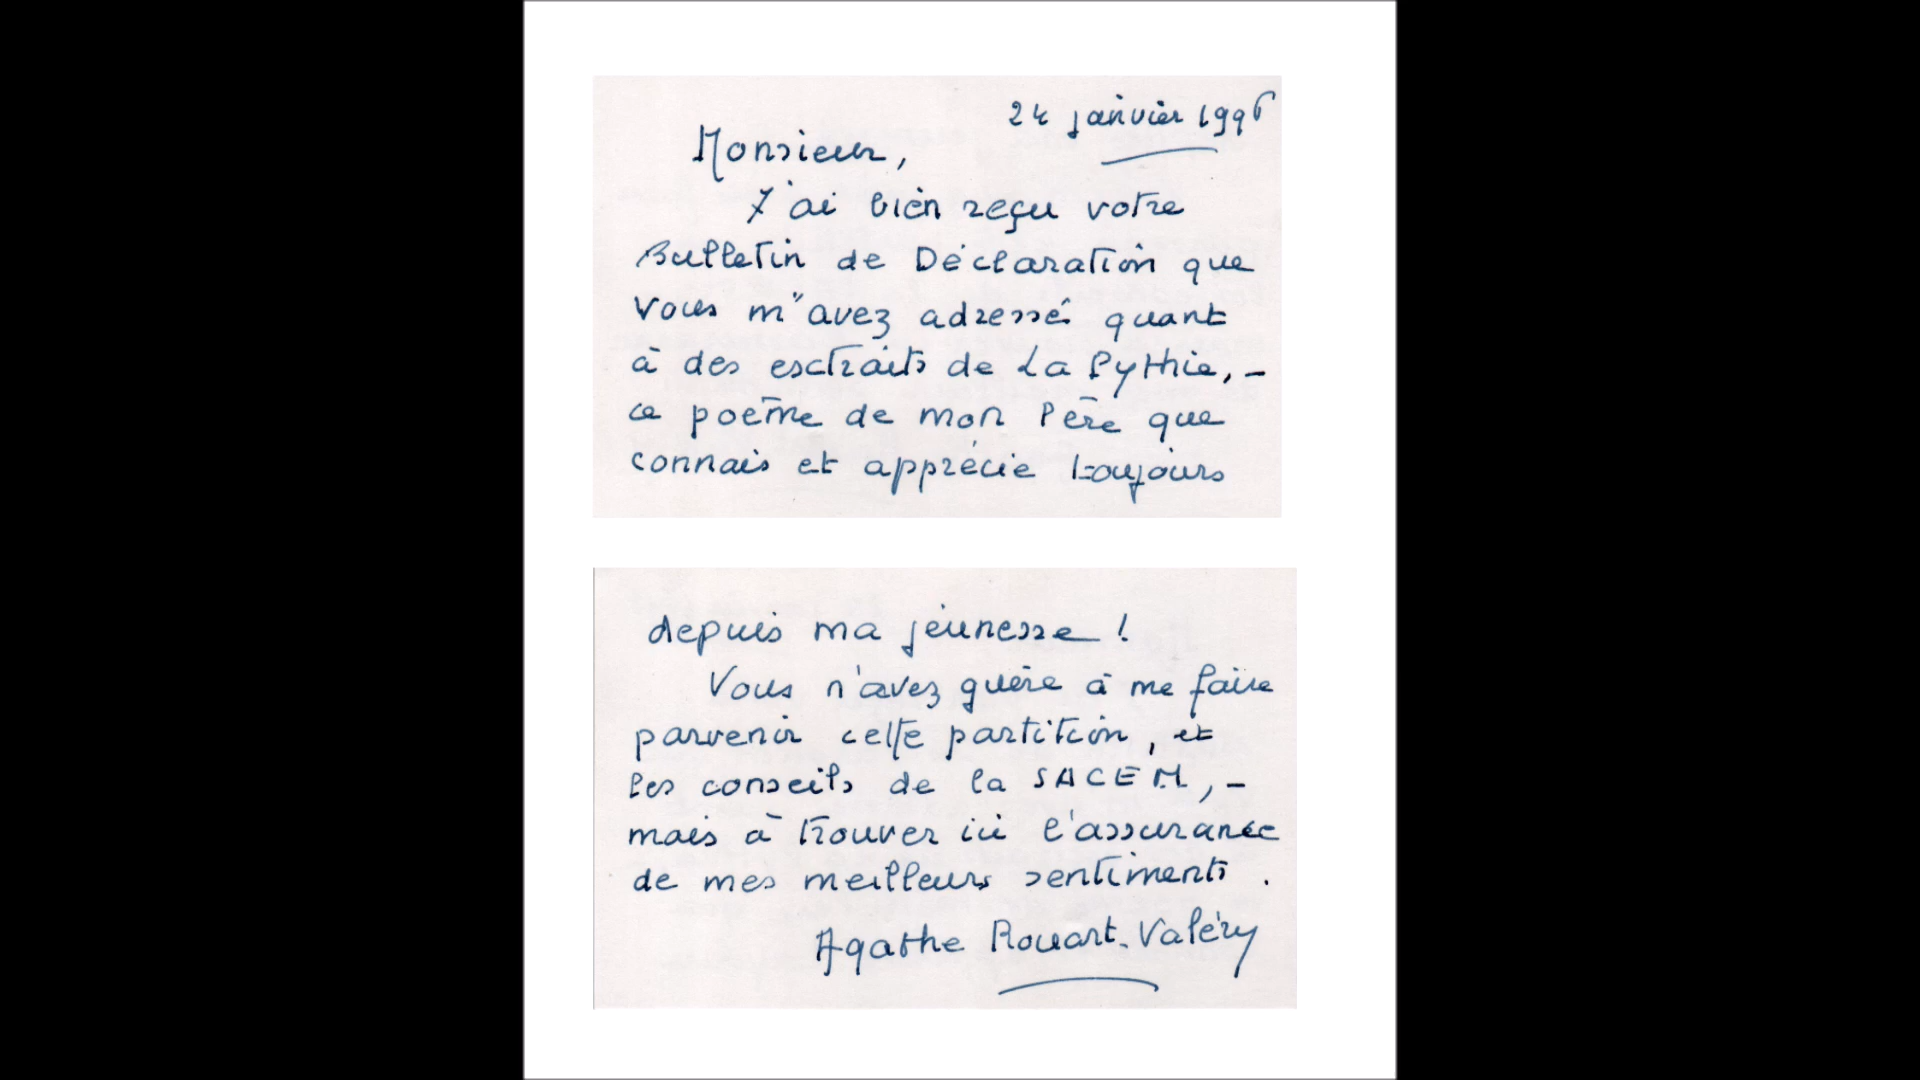 24 janvier 1996
Monsieur,
J'ai bien reçu votre
Bulletin de Déclaration que
vous m"avez adressé quant
à des extraits de La Pythie, -
ce poème de mon Père que
connais et apprécie toujours
depuis ma jeunesse !
Vous n'avez guère à me faire
parvenir cette partition, et
les conseils de la SACEM, -
mais à trouver ici l'assurance
de mes meilleurs sentiments.
Agathe Rouart-Valéry